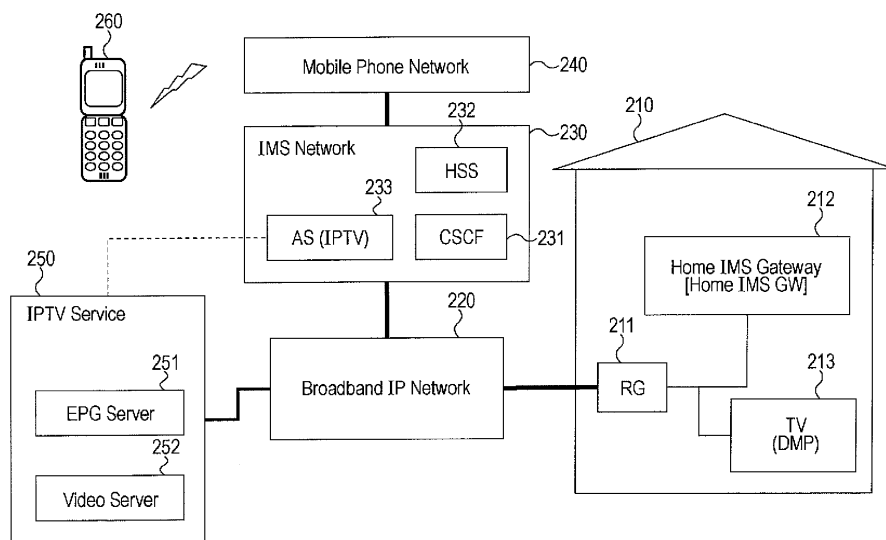 260
Mobile Phone Network
240
232
230
210
IMS Network
HSS
233
212
AS (IPTV)
CSCF
231
Home IMS Gateway
[Home IMS GW]
250
220
IPTV Service
211
251
213
Broadband IP Network
RG
EPG Server
TV
(DMP)
252
Video Server